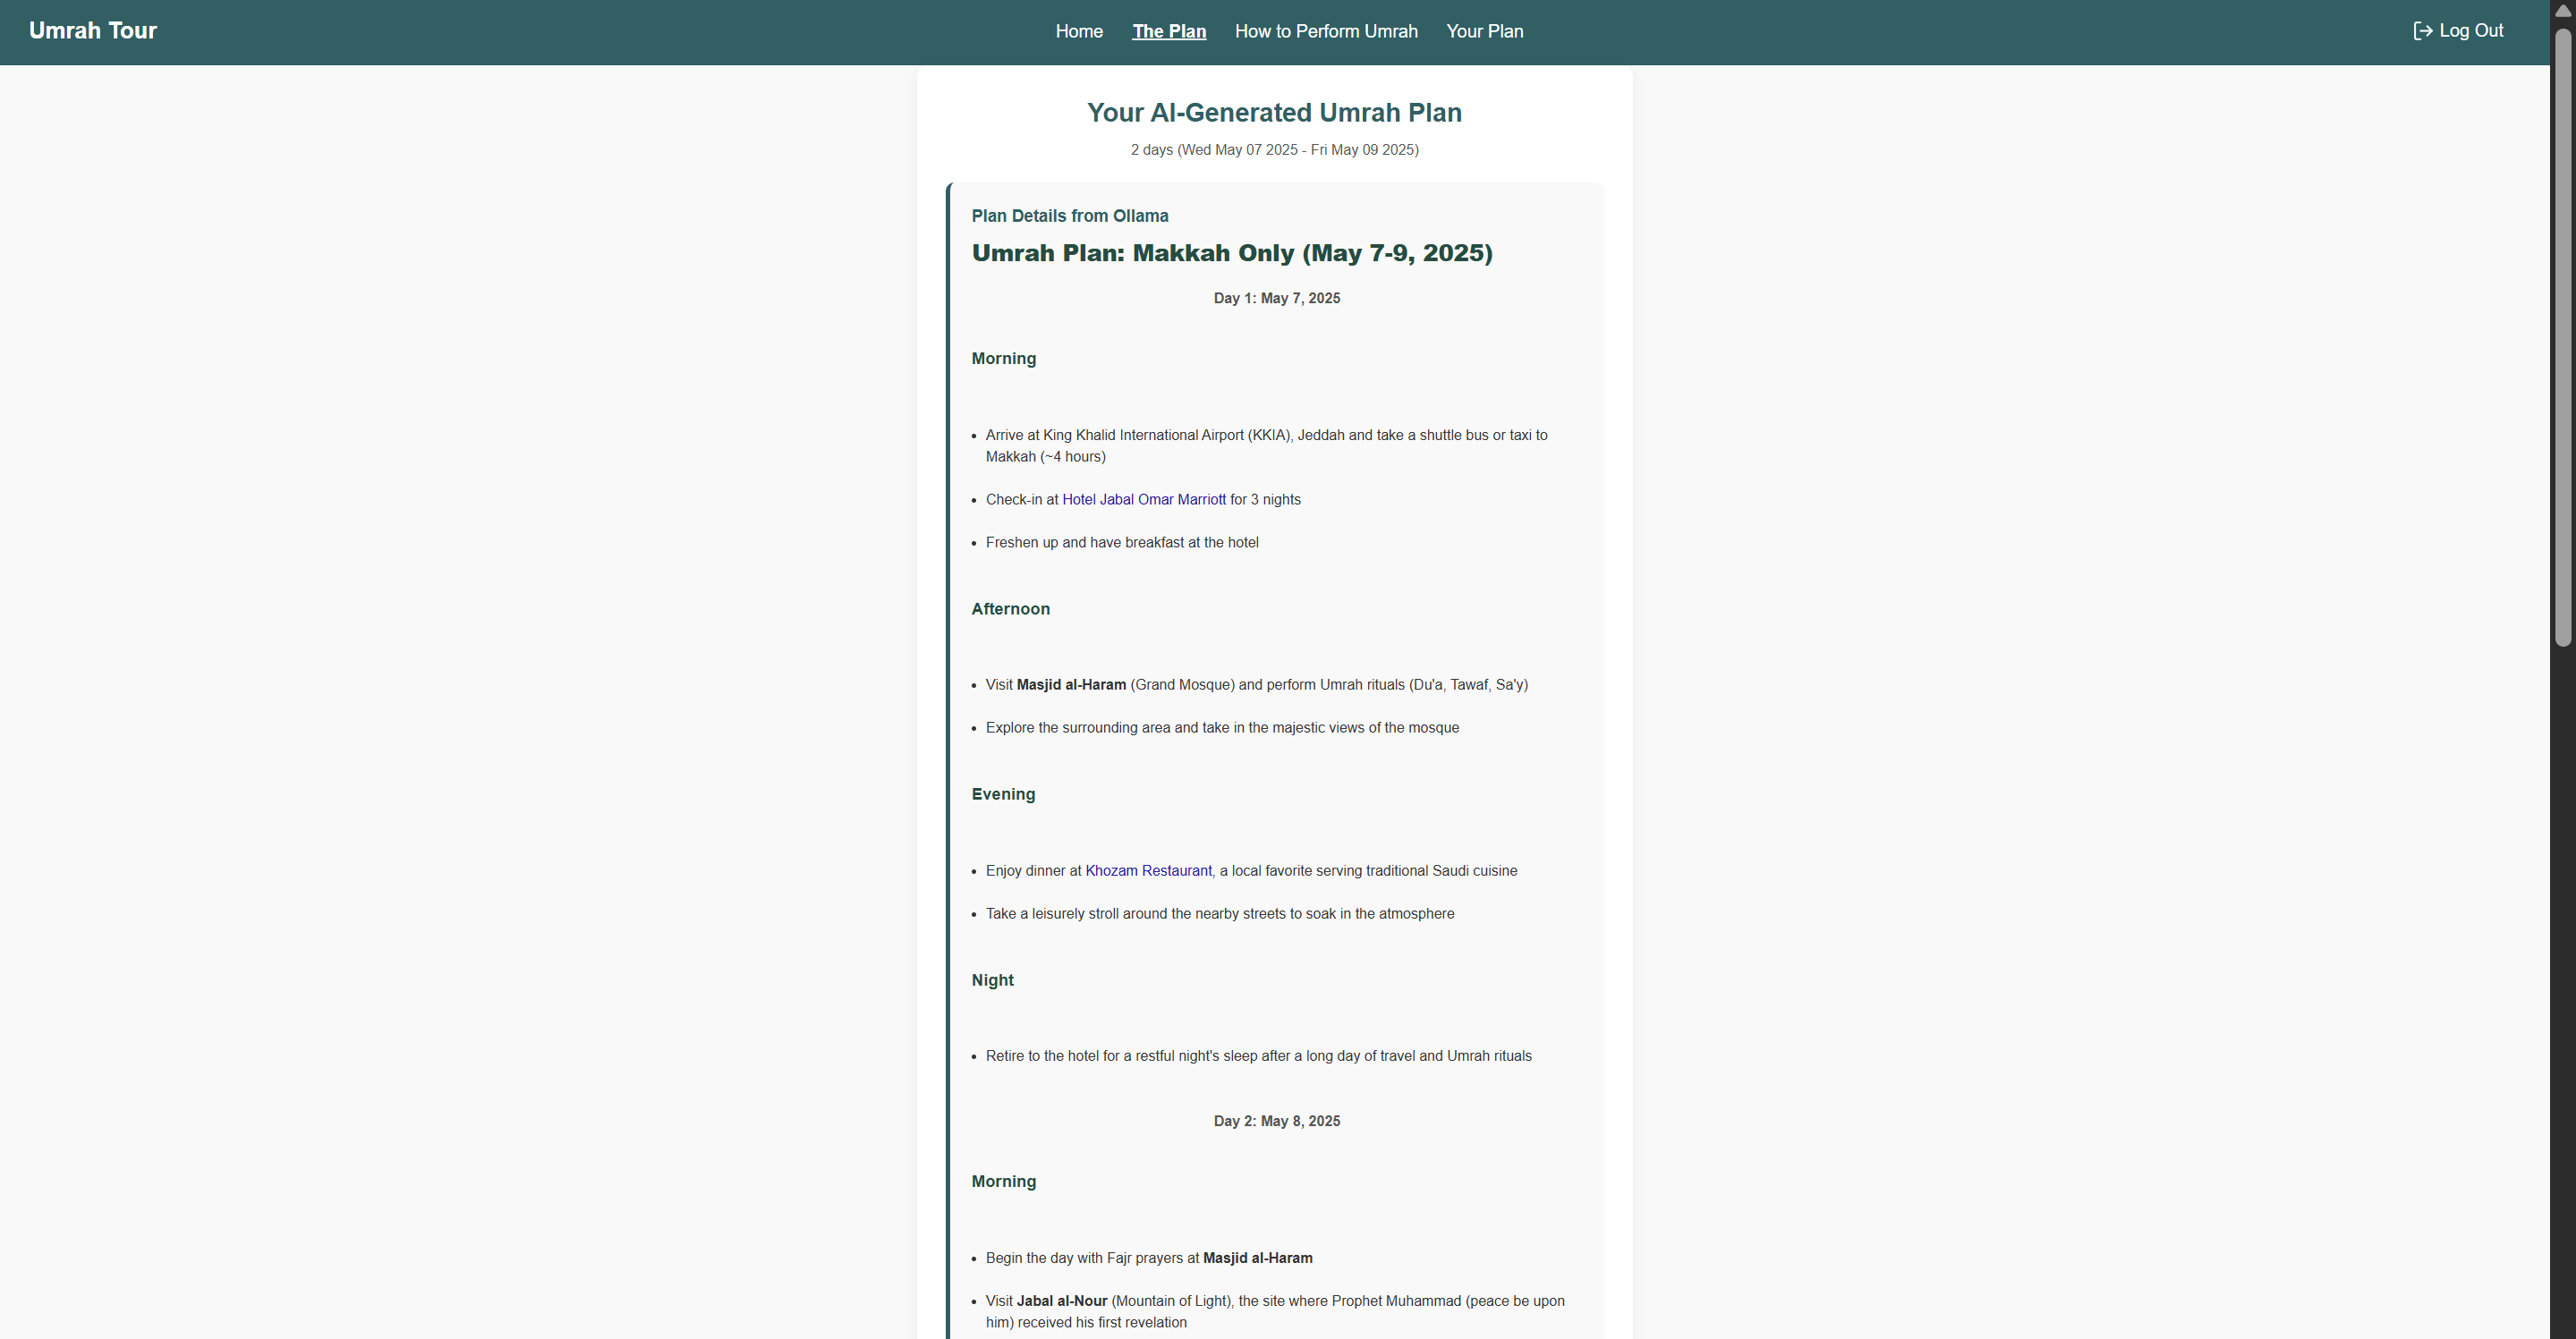 Umrah Tour
Home
The Plan
How to Perform Umrah
Your Plan
Log Out
Your AI-Generated Umrah Plan
2 days (Wed May 07 2025 - Fri May 09 2025)
Plan Details from Ollama
Umrah Plan: Makkah Only (May 7-9, 2025)
Day 1: May 7, 2025
Morning
• Arrive at King Khalid International Airport (KKIA), Jeddah and take a shuttle bus or taxi to
Makkah (~4 hours)
• Check-in at Hotel Jabal Omar Marriott for 3 nights
• Freshen up and have breakfast at the hotel
Afternoon
• Visit Masjid al-Haram (Grand Mosque) and perform Umrah rituals (Du'a, Tawaf, Sa'y)
• Explore the surrounding area and take in the majestic views of the mosque
Evening
• Enjoy dinner at Khozam Restaurant, a local favorite serving traditional Saudi cuisine
• Take a leisurely stroll around the nearby streets to soak in the atmosphere
Night
• Retire to the hotel for a restful night's sleep after a long day of travel and Umrah rituals
Day 2: May 8, 2025
Morning
• Begin the day with Fajr prayers at Masjid al-Haram
• Visit Jabal al-Nour (Mountain of Light), the site where Prophet Muhammad (peace be upon
him) received his first revelation